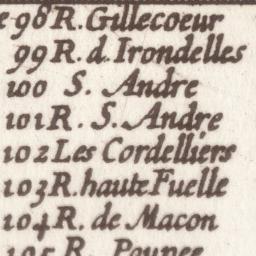 e 98 R. Gillecoeur
99 R. d. Irondelles
100 S. Andre
101 R. S. Andre
102 Les Cordelliers
103 R. haute Fuelle
104 R. de Macon
105 R. Poupee